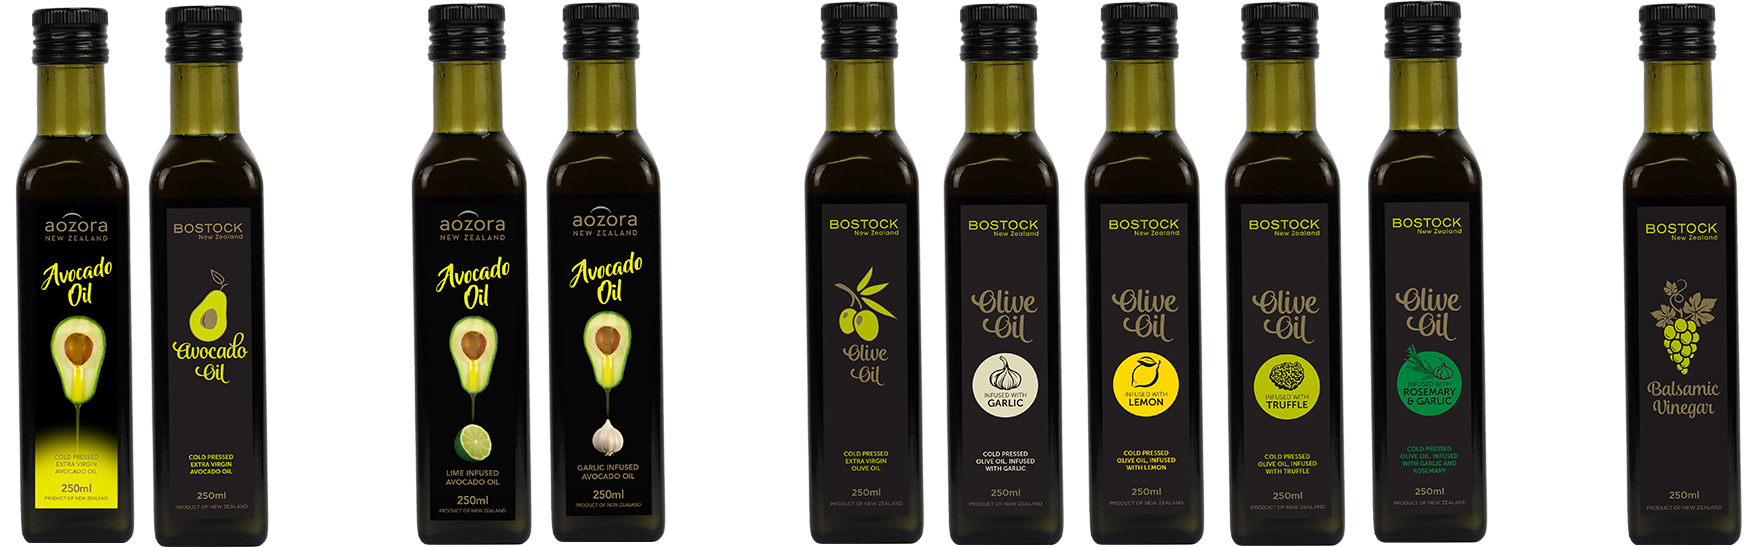 aozora
NEW ZEALAND
Avocado
Oil
COLD PRESSED
EXTRA VIRGIN
AVOCADO OIL
250ml
PRODUCT OF NEW ZEALAND
BOSTOCK
New Zealand
Avocado
Oil
COLD PRESSED
EXTRA VIRGIN
AVOCADO OIL
250ml
PRODUCT OF NEW ZEALAND
aozora
NEW ZEALAND
Avocado
Oil
LIME INFUSED
AVOCADO OIL
250ml
PRODUCT OF NEW ZEALAND
aozora
NEW ZEALAND
Avocado
Oil
GARLIC INFUSED
AVOCADO OIL
250ml
PRODUCT OF NEW ZEALAND
BOSTOCK
New Zealand
Olive
Oil
COLD PRESSED
EXTRA VIRGIN
OLIVE OIL
250ml
PRODUCT OF NEW ZEALAND
BOSTOCK
New Zealand
Olive
Oil
INFUSED WITH
GARLIC
COLD PRESSED
OLIVE OIL, INFUSED
WITH GARLIC
250ml
PRODUCT OF NEW ZEALAND
BOSTOCK
New Zealand
Olive
Oil
INFUSED WITH
LEMON
COLD PRESSED
OLIVE OIL, INFUSED
WITH LEMON
250ml
PRODUCT OF NEW ZEALAND
BOSTOCK
New Zealand
Olive
Oil
INFUSED WITH
TRUFFLE
COLD PRESSED
OLIVE OIL, INFUSED
WITH TRUFFLE
250ml
PRODUCT OF NEW ZEALAND
BOSTOCK
New Zealand
Olive
Oil
INFUSED WITH
ROSEMARY
& GARLIC
COLD PRESSED
OLIVE OIL, INFUSED
WITH GARLIC AND
ROSEMARY
250ml
PRODUCT OF NEW ZEALAND
BOSTOCK
New Zealand
Balsamic
Vinegar
250ml
PRODUCT OF NEW ZEALAND